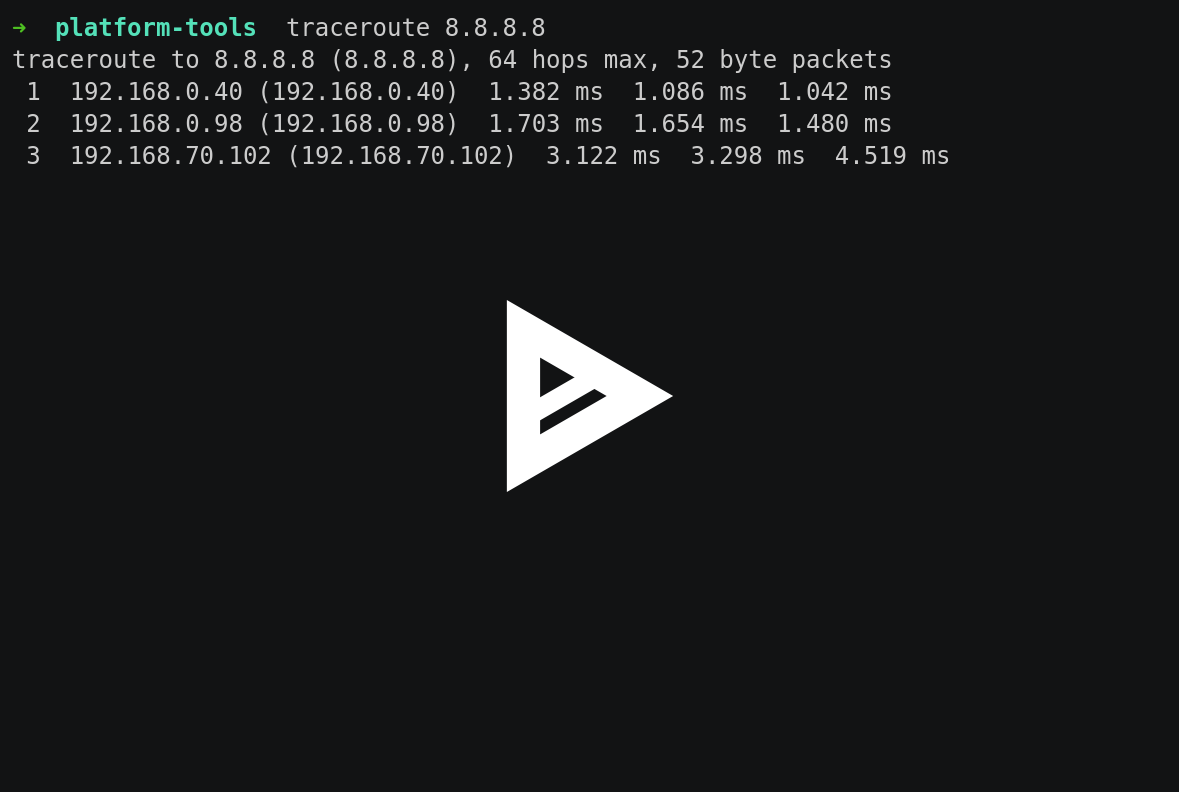 ➜  platform-tools  traceroute 8.8.8.8
traceroute to 8.8.8.8 (8.8.8.8), 64 hops max, 52 byte packets
 1  192.168.0.40 (192.168.0.40)  1.382 ms  1.086 ms  1.042 ms
 2  192.168.0.98 (192.168.0.98)  1.703 ms  1.654 ms  1.480 ms
 3  192.168.70.102 (192.168.70.102)  3.122 ms  3.298 ms  4.519 ms